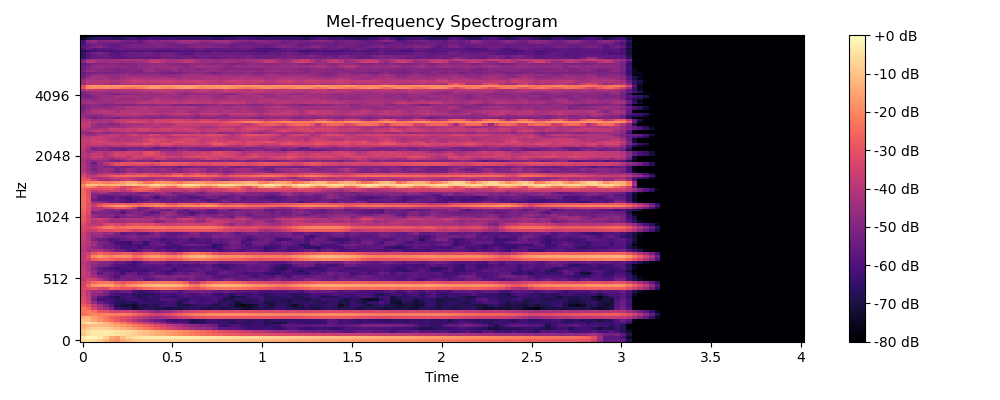 Mel-frequency Spectrogram
Hz
4096
2048
1024
512
0
0 0.5 1 1.5 2 2.5 3 3.5 4
Time
+0 dB
-10 dB
-20 dB
-30 dB
-40 dB
-50 dB
-60 dB
-70 dB
-80 dB